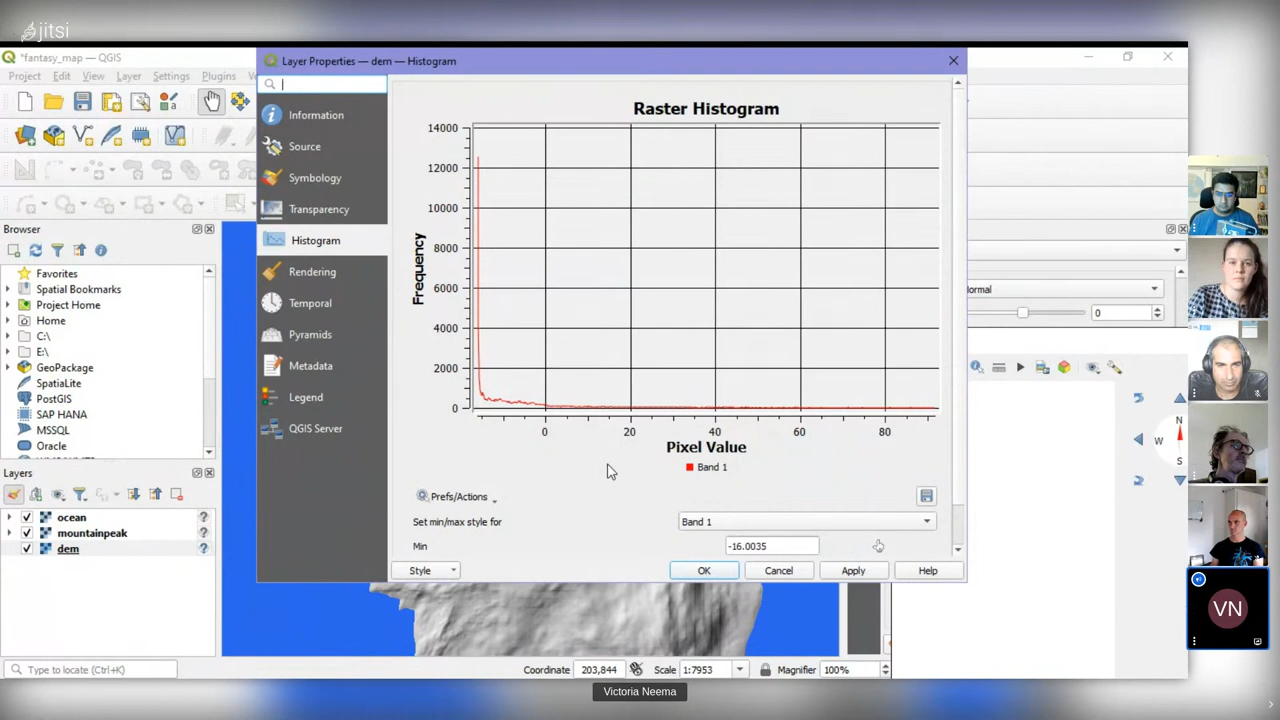 jitsi
*fantasy_map — QGIS
Project Edit View Layer Settings Plugins
Layer Properties — dem — Histogram
Information
Source
Symbology
Transparency
Histogram
Rendering
Temporal
Pyramids
Metadata
Legend
QGIS Server
Raster Histogram
14000
12000
10000
8000
6000
4000
2000
0
Frequency
0 20 40 60 80
Pixel Value
Band 1
Prefs/Actions
Set min/max style for
Band 1
Min
-16.0035
Style
OK
Cancel
Apply
Help
Browser
Favorites
Spatial Bookmarks
Project Home
Home
C:\
E:\
GeoPackage
SpatiaLite
PostGIS
SAP HANA
MSSQL
Oracle
Layers
ocean
mountainpeak
dem
ormal
0
N
W
S
VN
Type to locate (Ctrl+K)
Coordinate
203,844
Scale
1:7953
Magnifier
100%
Victoria Neema